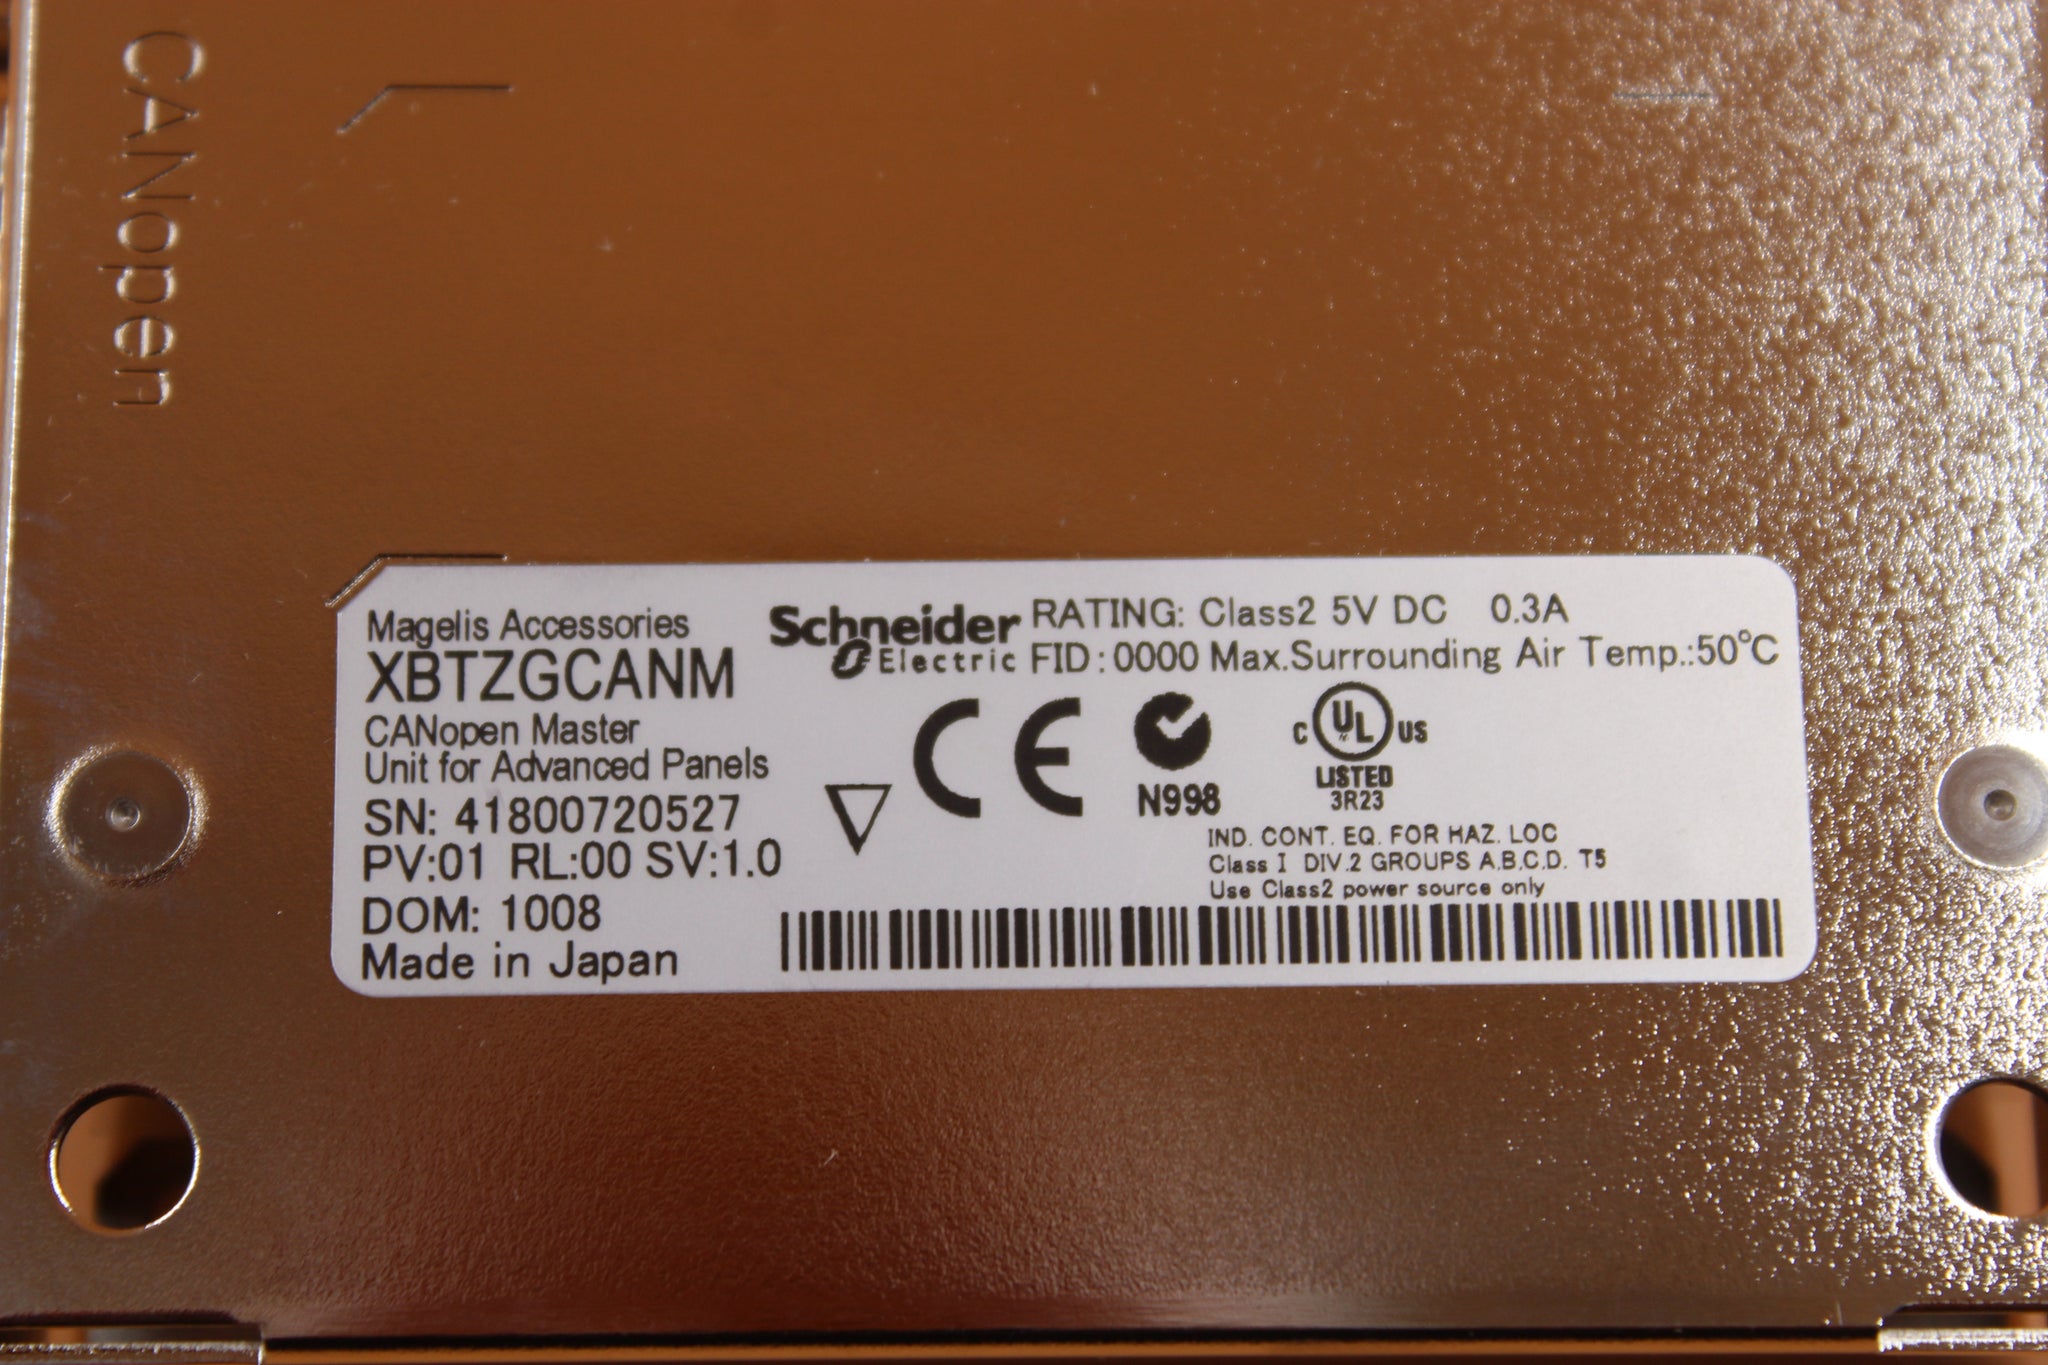 CANopen
Magelis Accessories
XBTZGCANM
CANopen Master
Unit for Advanced Panels
SN: 41800720527
PV:01 RL:00 SV:1.0
DOM: 1008
Made in Japan
Schneider
Electric
RATING: Class2 5V DC 0.3A
FID:0000 Max.Surrounding Air Temp.:50°C
CE
N998
C UL US
LISTED
3R23
IND. CONT. EQ. FOR HAZ. LOC
Class I DIV.2 GROUPS A,B,C,D. T5
Use Class2 power source only